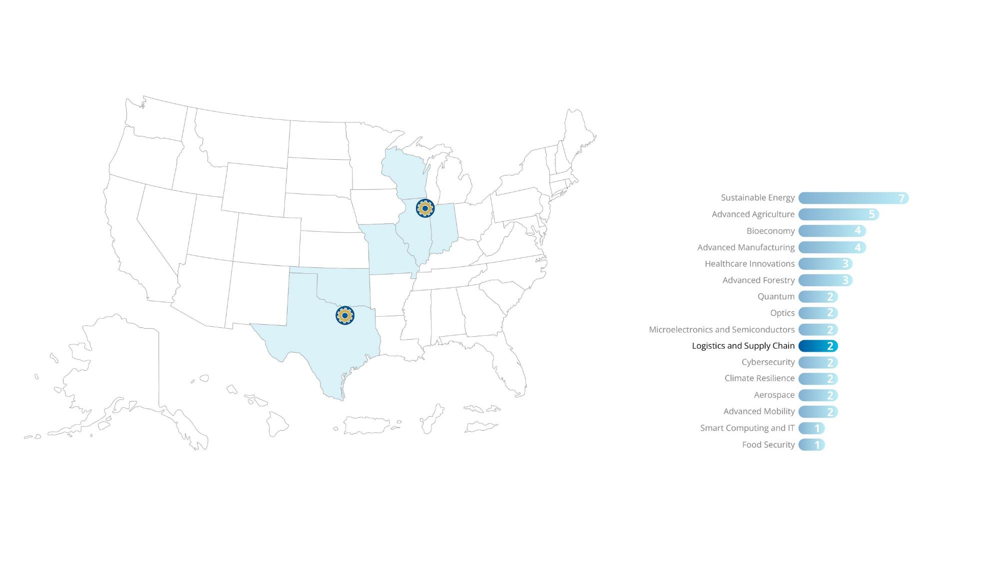 Sustainable Energy 7
Advanced Agriculture 5
Bioeconomy 4
Advanced Manufacturing 4
Healthcare Innovations 3
Advanced Forestry 3
Quantum 2
Optics 2
Microelectronics and Semiconductors 2
Logistics and Supply Chain 2
Cybersecurity 2
Climate Resilience 2
Aerospace 2
Advanced Mobility 2
Smart Computing and IT 1
Food Security 1